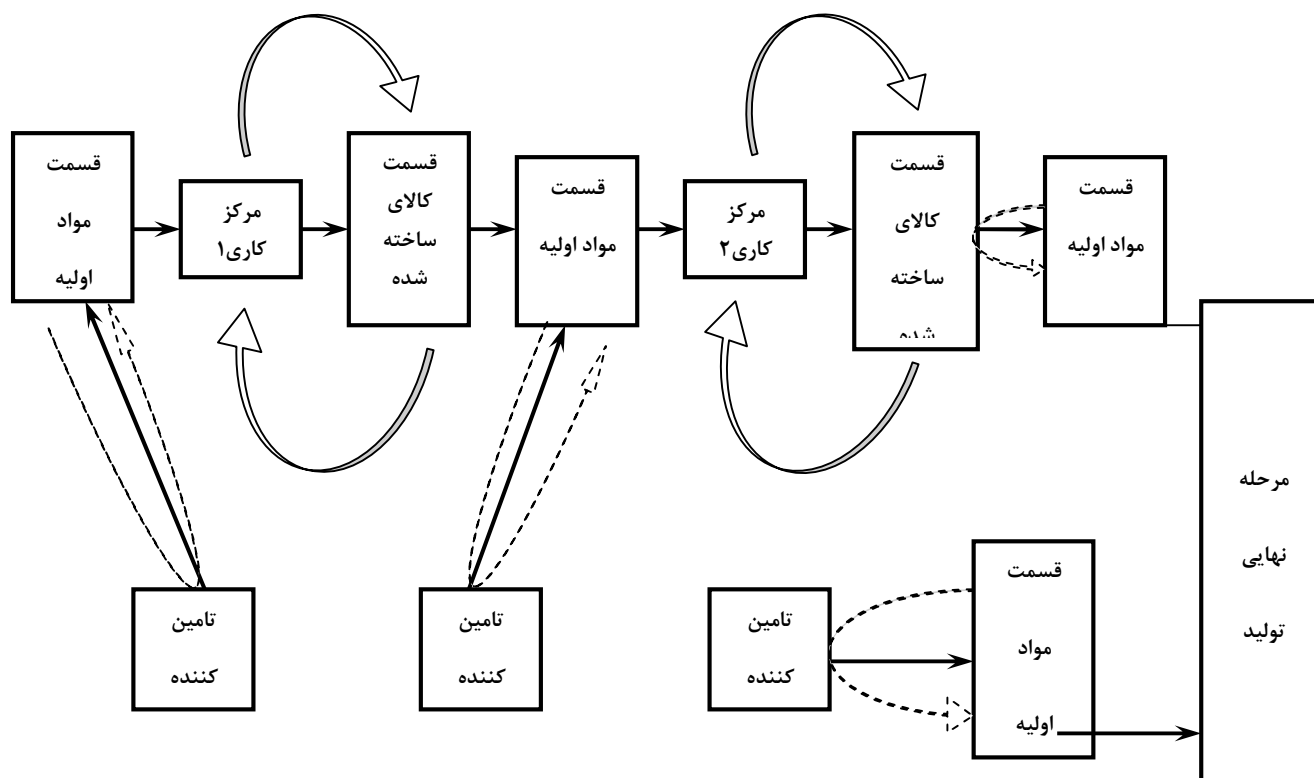 قسمت
مواد
اولیه
مرکز
کاری۱
قسمت
کالای
ساخته
شده
قسمت
مواد اولیه
مرکز
کاری۲
قسمت
کالای
ساخته
شده
قسمت
مواد اولیه
مرحله
نهایی
تولید
تامین
کننده
تامین
کننده
تامین
کننده
قسمت
مواد
اولیه